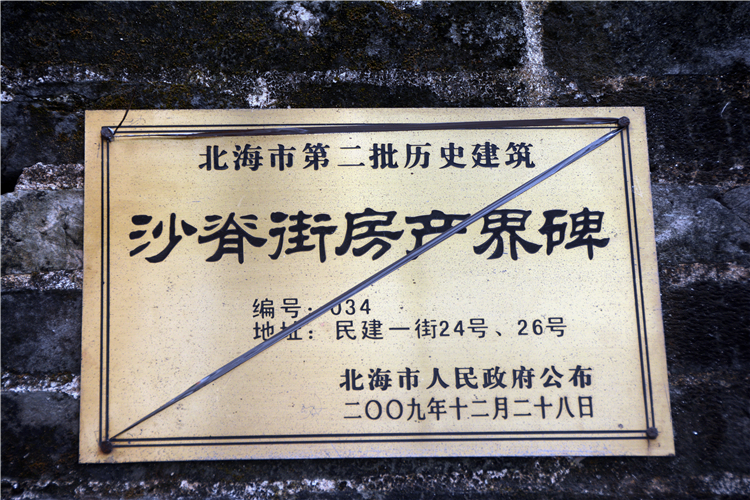 北海市第二批历史建筑
沙脊街房产界碑
编号：034
地址：民建一街24号、26号
北海市人民政府公布
二〇〇九年十二月二十八日